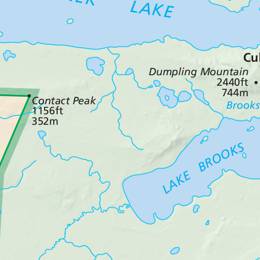 LAKE
Cul
Dumpling Mountain
2440ft
744m
Brooks
Contact Peak
1156ft
352m
LAKE BROOKS